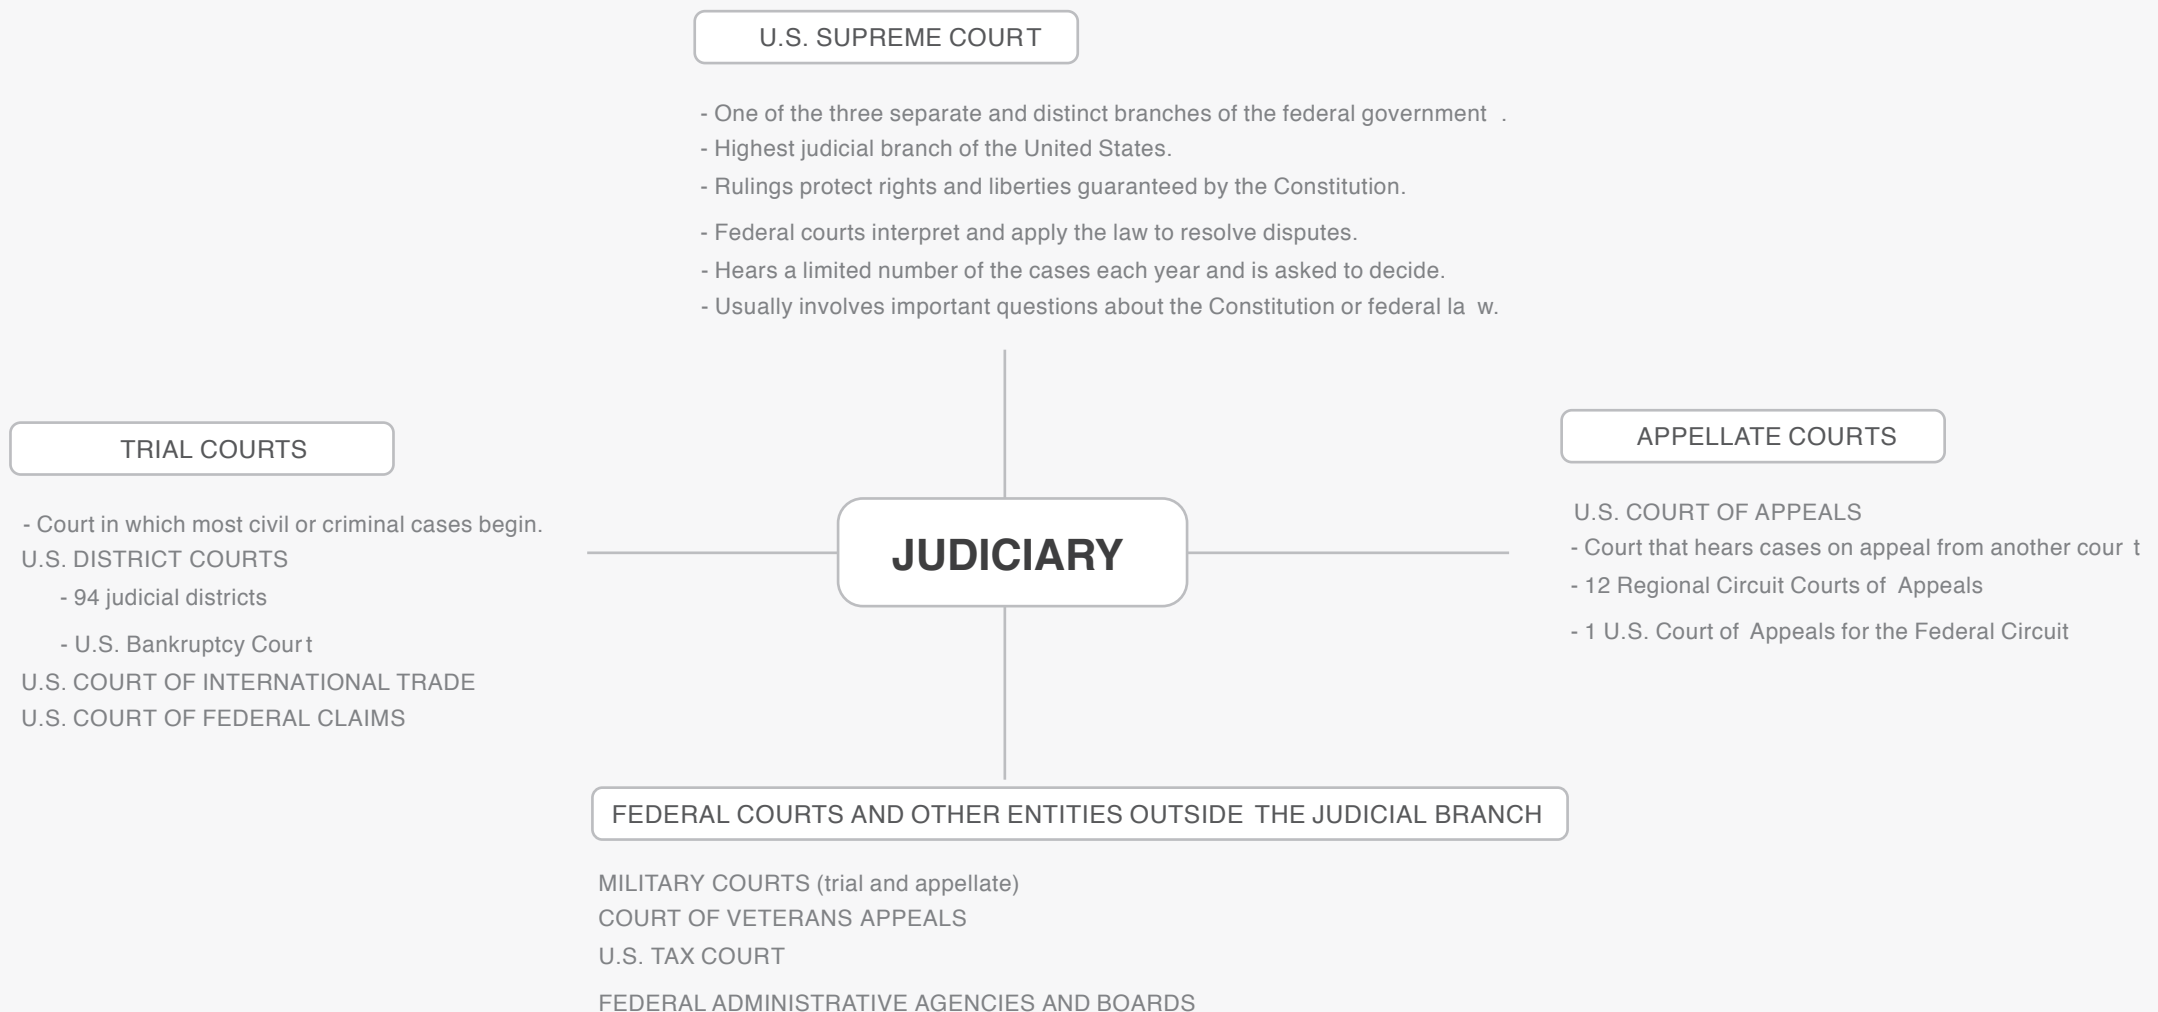 U.S. SUPREME COURT
- One of the three separate and distinct branches of the federal government .
- Highest judicial branch of the United States.
- Rulings protect rights and liberties guaranteed by the Constitution.
- Federal courts interpret and apply the law to resolve disputes.
- Hears a limited number of the cases each year and is asked to decide.
- Usually involves important questions about the Constitution or federal la w.
TRIAL COURTS
- Court in which most civil or criminal cases begin.
U.S. DISTRICT COURTS
- 94 judicial districts
- U.S. Bankruptcy Court
U.S. COURT OF INTERNATIONAL TRADE
U.S. COURT OF FEDERAL CLAIMS
JUDICIARY
APPELLATE COURTS
U.S. COURT OF APPEALS
- Court that hears cases on appeal from another cour t
- 12 Regional Circuit Courts of Appeals
- 1 U.S. Court of Appeals for the Federal Circuit
FEDERAL COURTS AND OTHER ENTITIES OUTSIDE THE JUDICIAL BRANCH
MILITARY COURTS (trial and appellate)
COURT OF VETERANS APPEALS
U.S. TAX COURT
FEDERAL ADMINISTRATIVE AGENCIES AND BOARDS